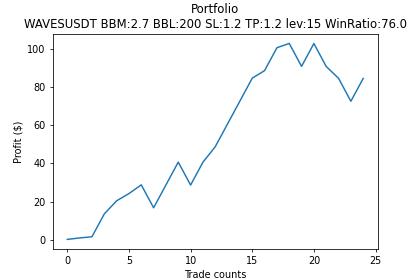 Portfolio
WAVESUSDT BBM:2.7 BBL:200 SL:1.2 TP:1.2 lev:15 WinRatio:76.0
100
80
60
40
20
0
Profit ($)
0 5 10 15 20 25
Trade counts